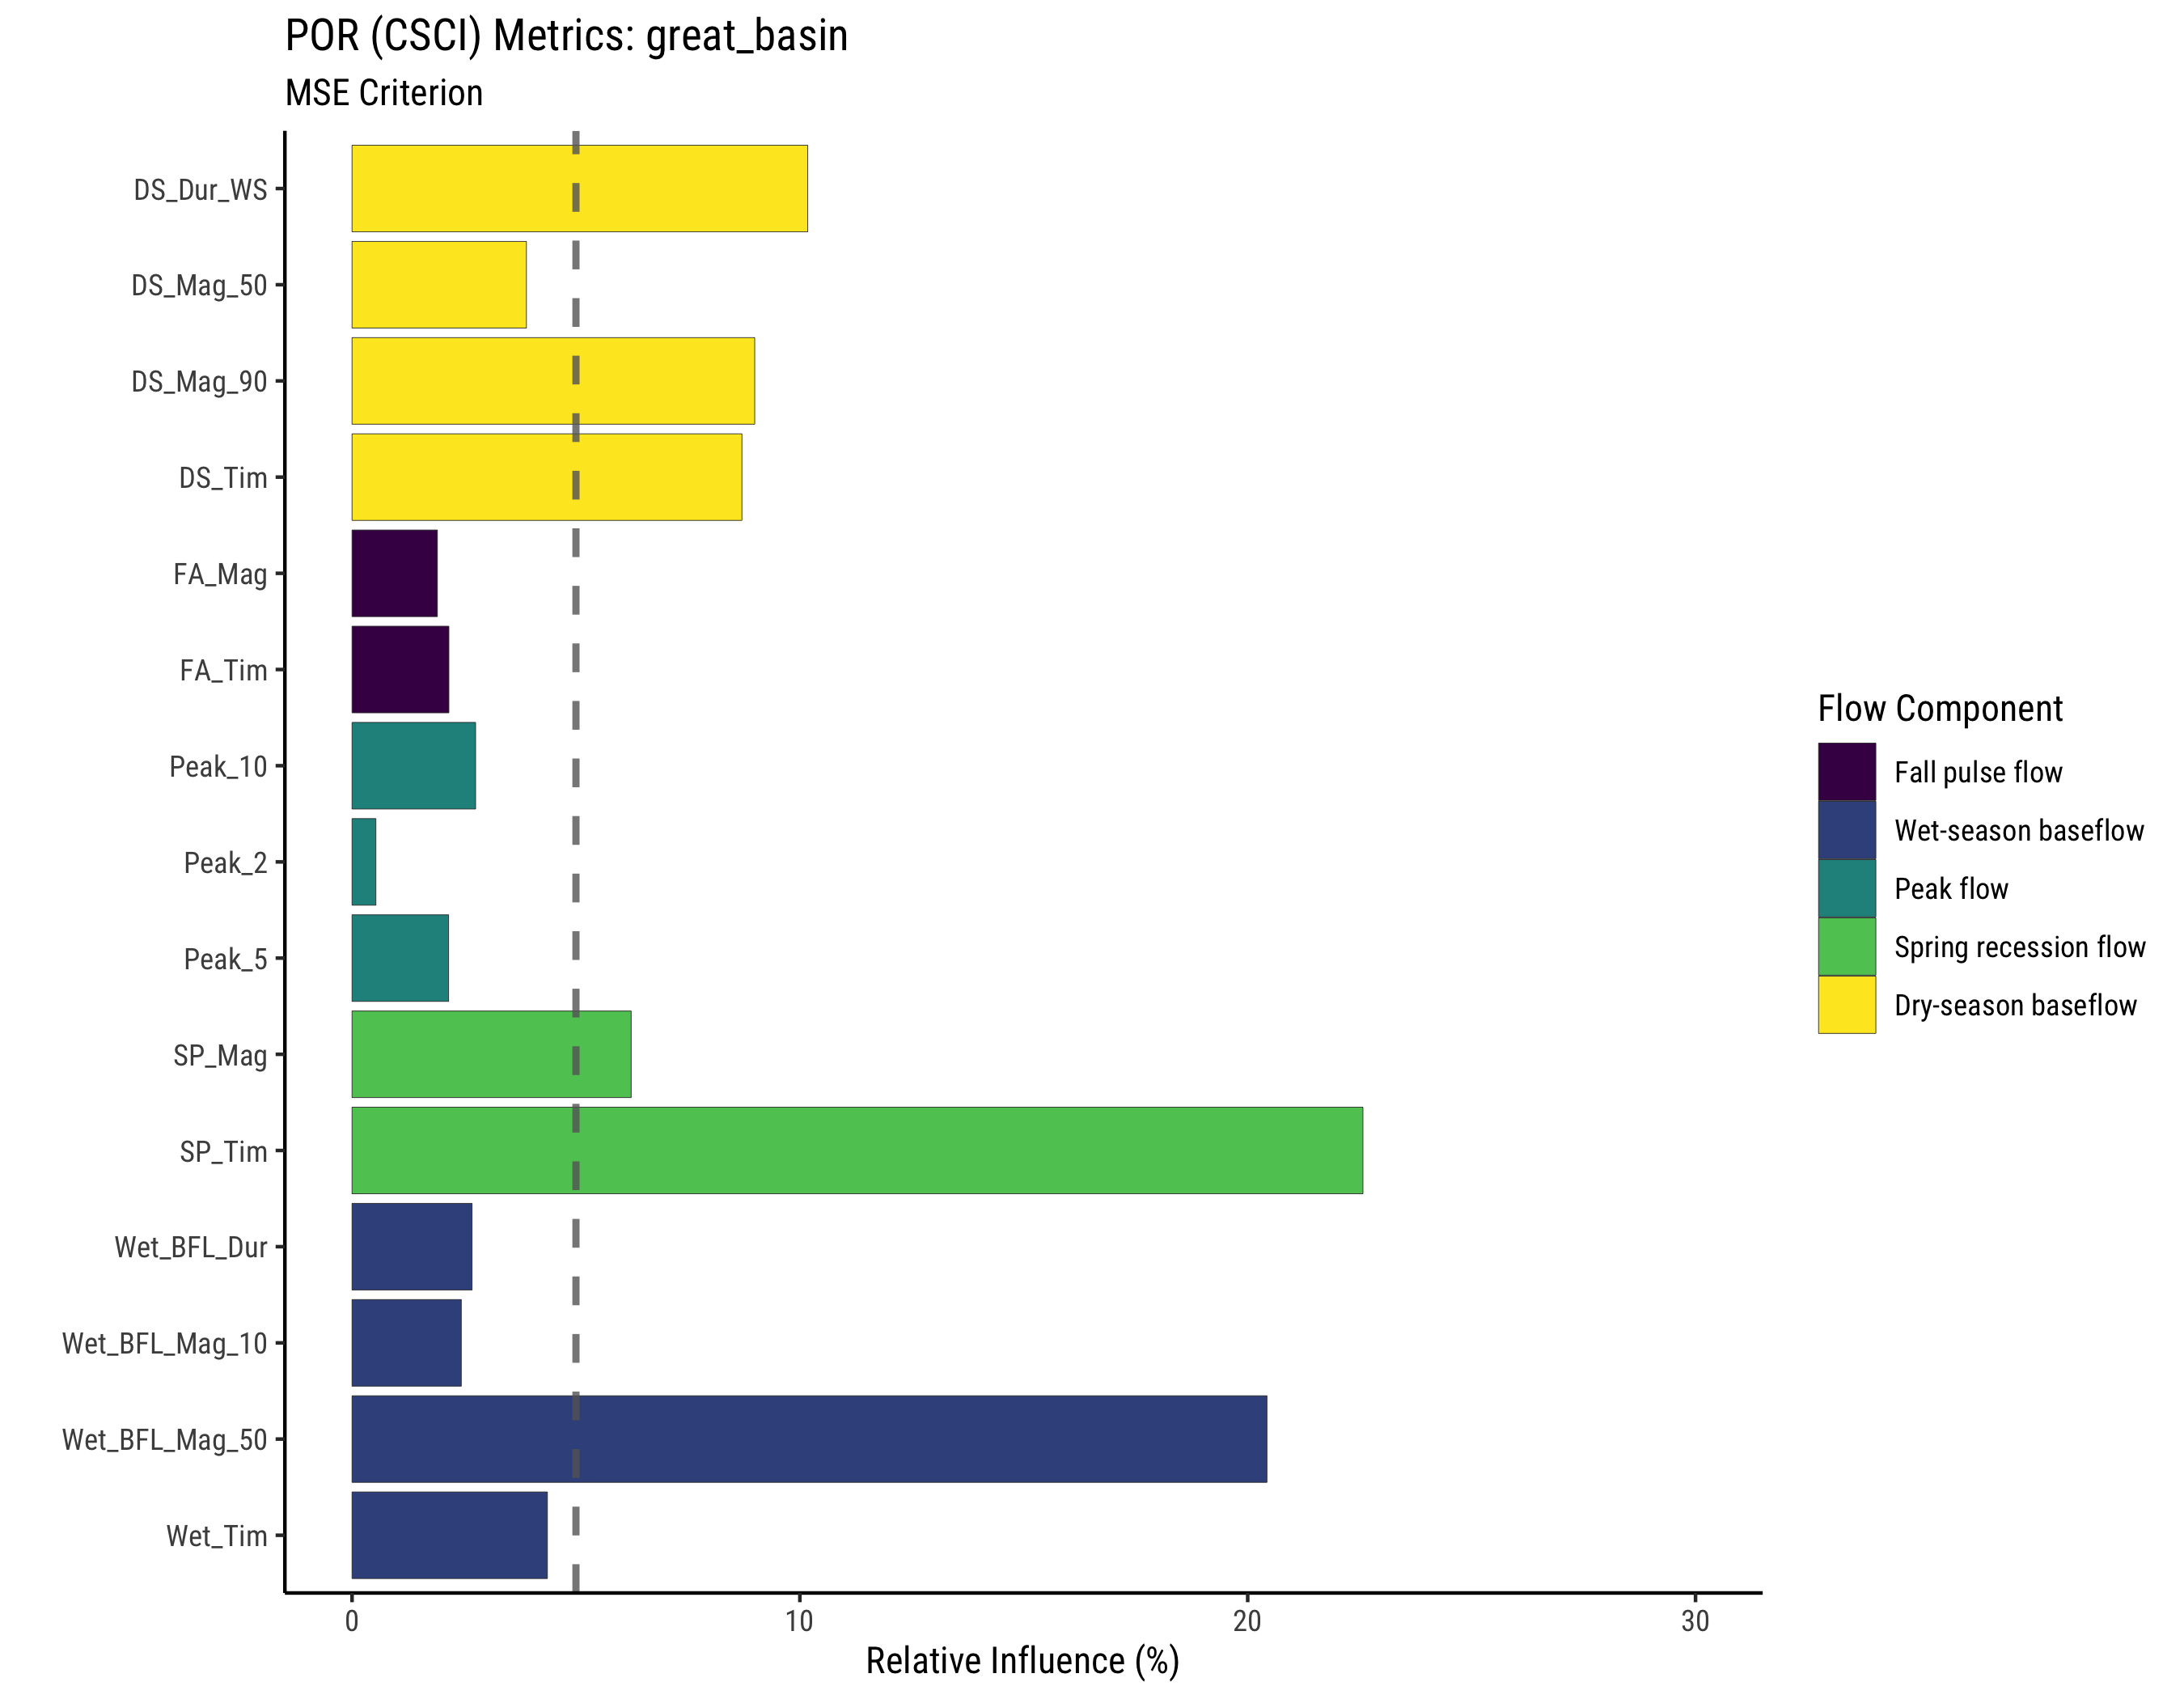 POR (CSCI) Metrics: great_basin
MSE Criterion
DS_Dur_WS
DS_Mag_50
DS_Mag_90
DS_Tim
FA_Mag
FA_Tim
Peak_10
Peak_2
Peak_5
SP_Mag
SP_Tim
Wet_BFL_Dur
Wet_BFL_Mag_10
Wet_BFL_Mag_50
Wet_Tim
0 10 20 30
Relative Influence (%)
Flow Component
Fall pulse flow
Wet-season baseflow
Peak flow
Spring recession flow
Dry-season baseflow